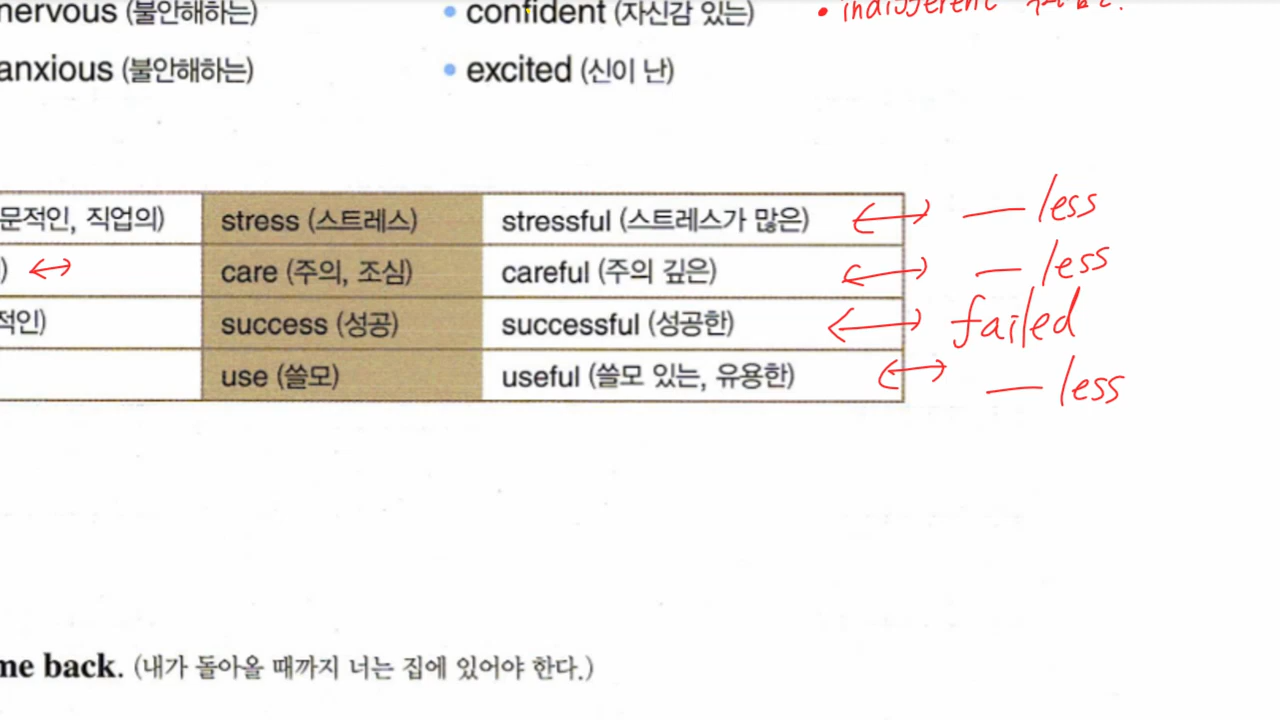 nervous (불안해하는) • confident (자신감 있는) • indifferent
anxious (불안해하는) • excited (신이 난)
문적인, 직업의) stress (스트레스) stressful (스트레스가 많은) ↔ — less
) ↔ care (주의, 조심) careful (주의 깊은) ↔ — less
적인) success (성공) successful (성공한) ↔ failed
use (쓸모) useful (쓸모 있는, 유용한) ↔ — less
me back. (내가 돌아올 때까지 너는 집에 있어야 한다.)